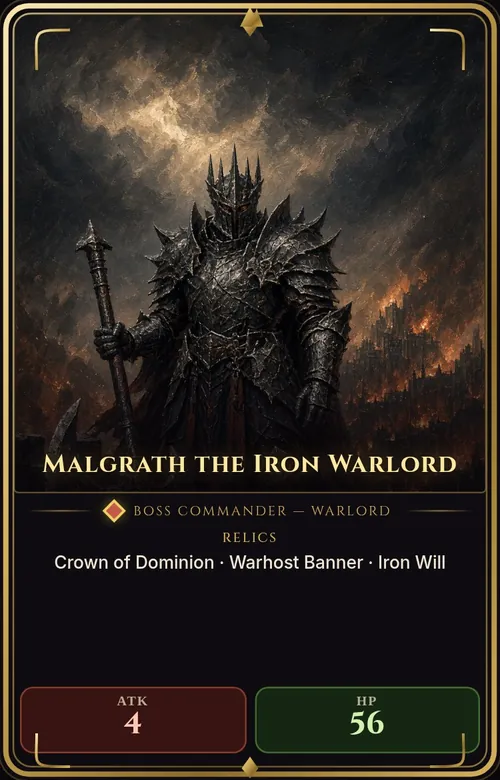 Malgrath the Iron Warlord
BOSS COMMANDER — WARLORD
RELICS
Crown of Dominion · Warhost Banner · Iron Will
ATK
4
HP
56